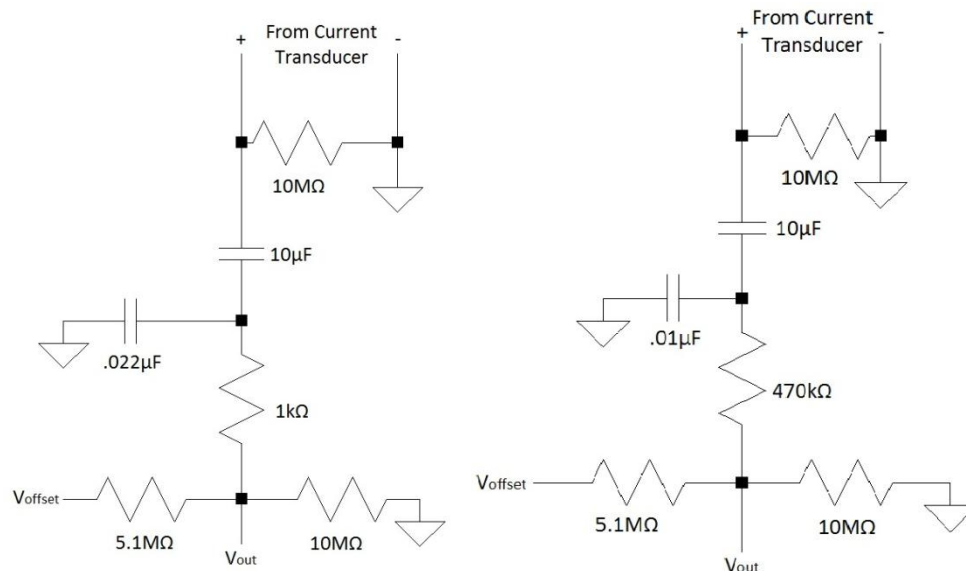 From Current
+ -
Transducer
10MΩ
10µF
.022µF
1kΩ
Voffset
5.1MΩ
10MΩ
Vout
From Current
+ -
Transducer
10MΩ
10µF
.01µF
470kΩ
Voffset
5.1MΩ
10MΩ
Vout